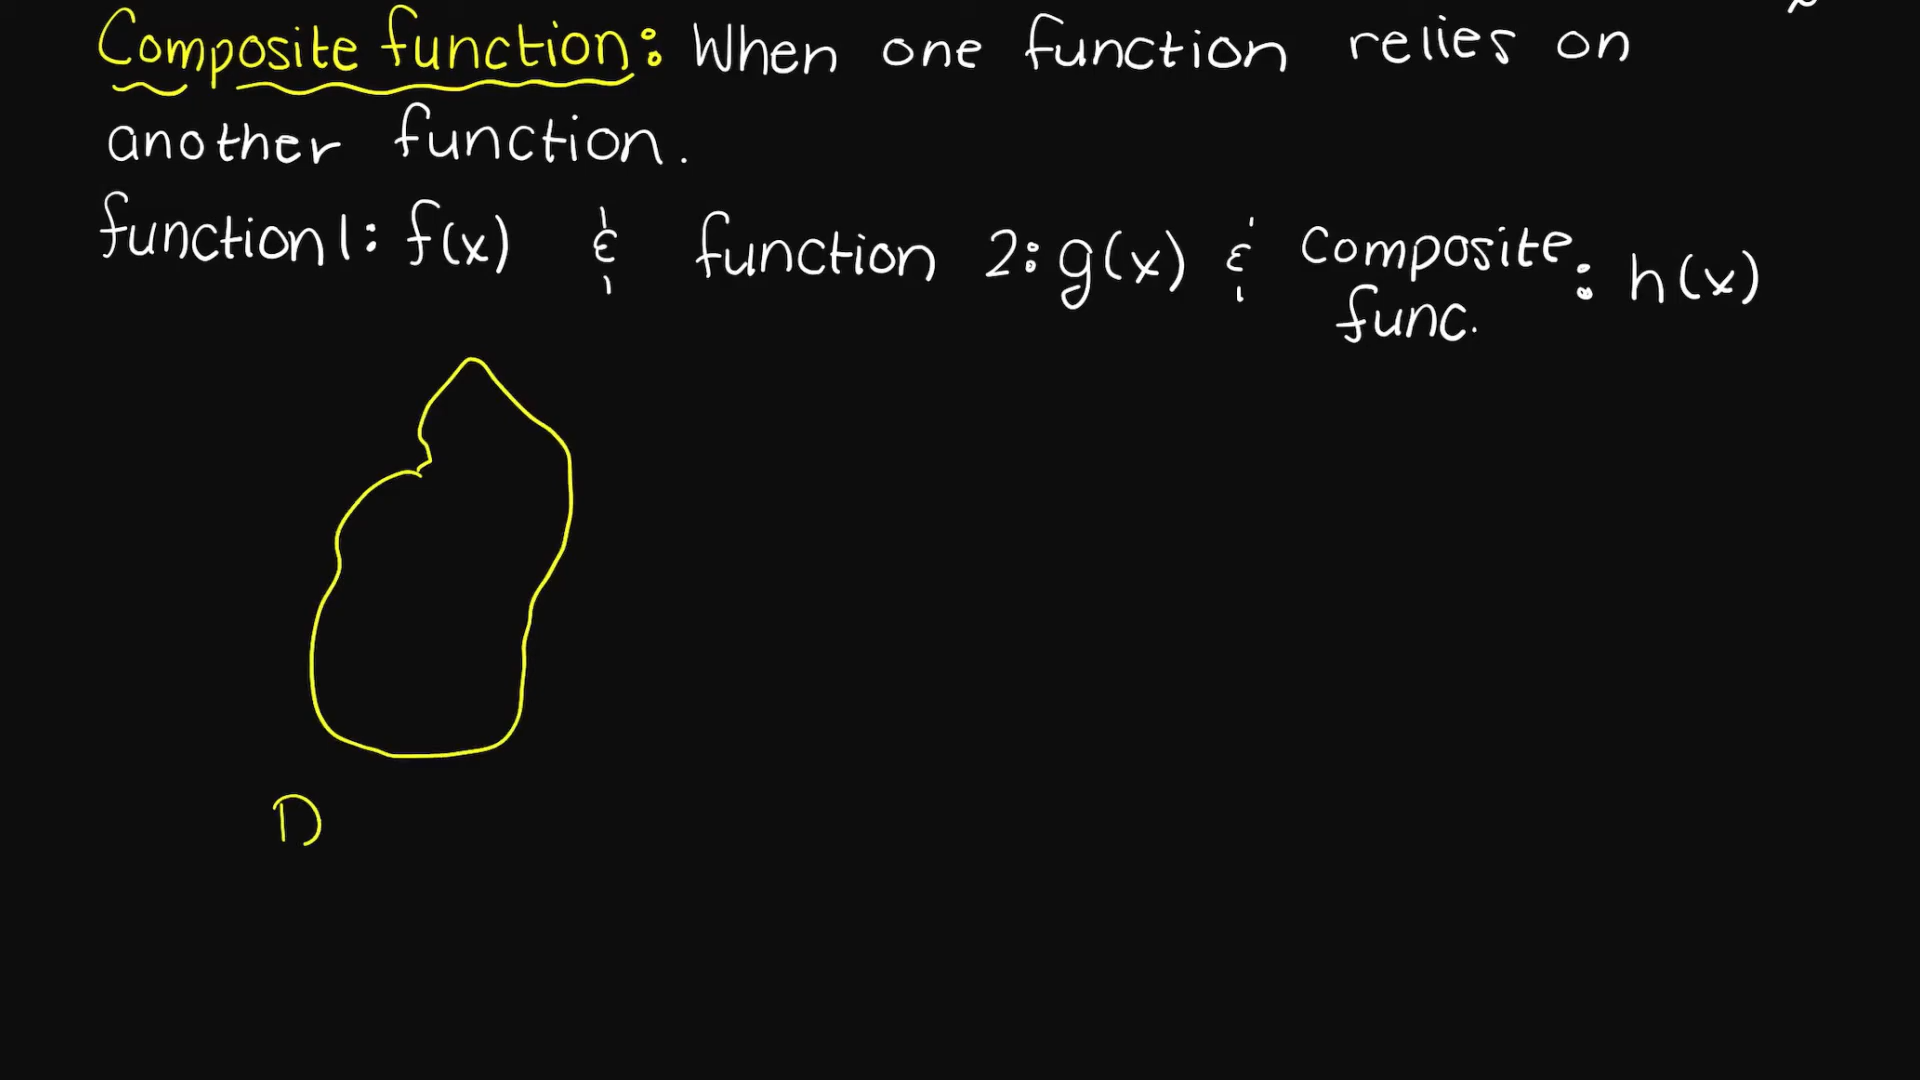 Composite function: When one function relies on
another function.
function 1: f(x) & function 2: g(x) & Composite func. : h(x)
D